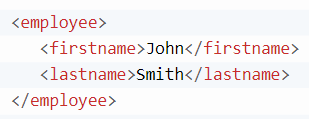 <employee>
   <firstname>John</firstname>
   <lastname>Smith</lastname>
</employee>